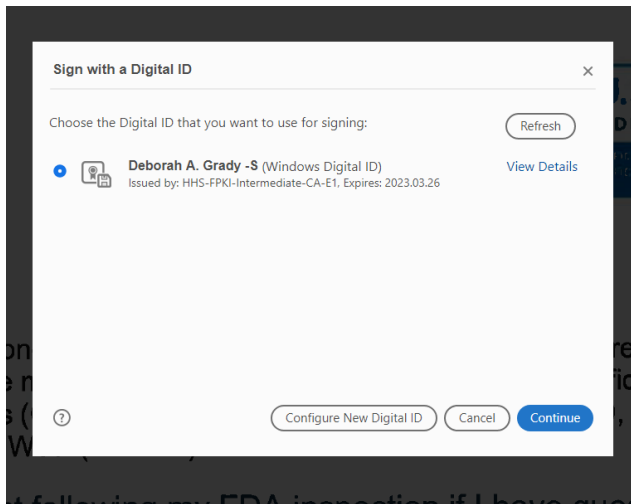 Sign with a Digital ID
Choose the Digital ID that you want to use for signing:
Refresh
Deborah A. Grady -S (Windows Digital ID)
View Details
Issued by: HHS-FPKI-Intermediate-CA-E1, Expires: 2023.03.26
?
Configure New Digital ID
Cancel
Continue
following my FDA inspection if I have